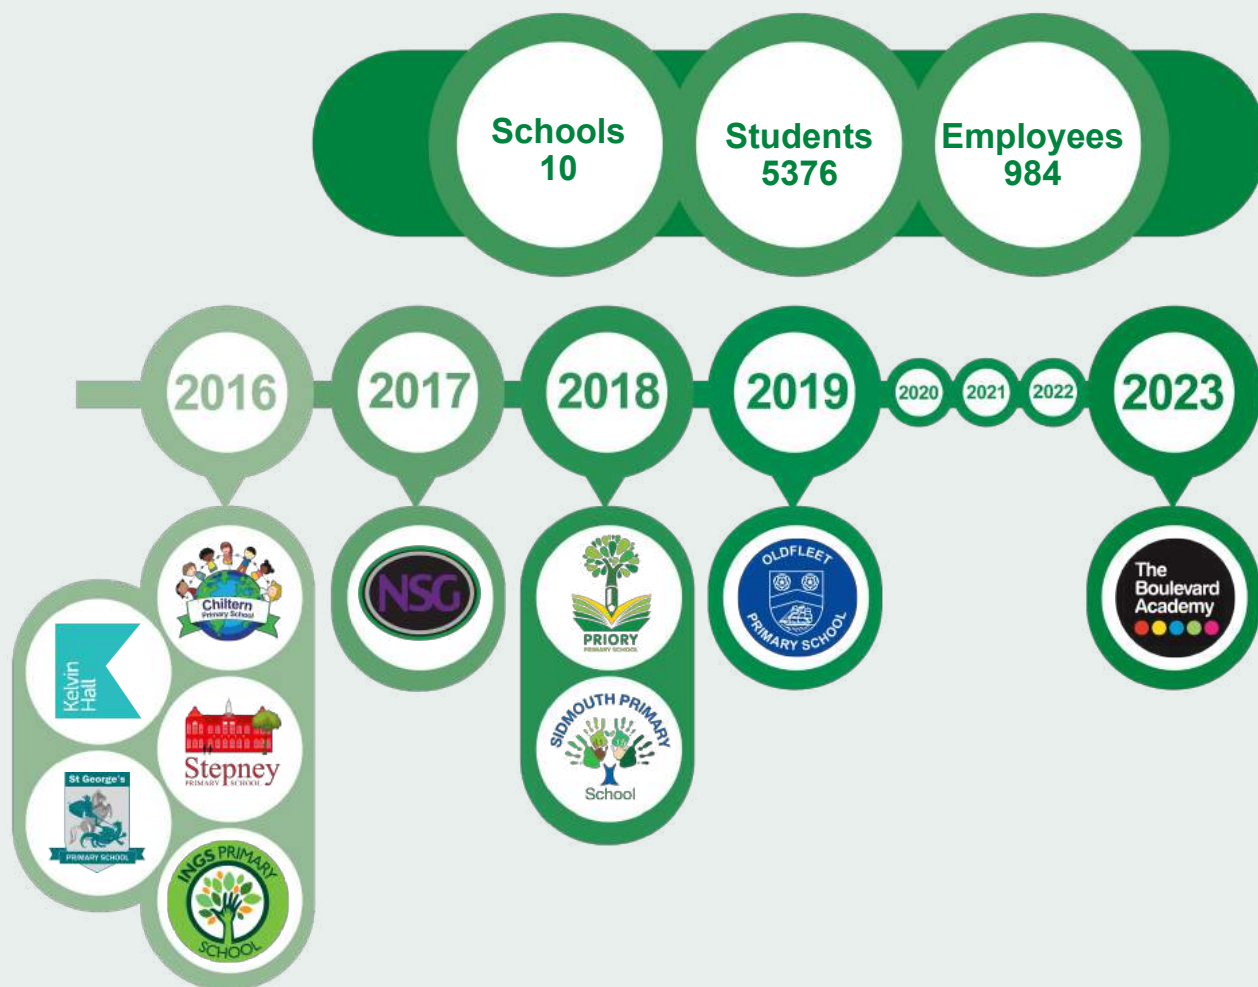 Schools
10
Students
5376
Employees
984
2016
2017
2018
2019
2020
2021
2022
2023
Chiltern
Primary School
Kelvin
Hall
Stepney
PRIMARY SCHOOL
St George's
PRIMARY SCHOOL
INGS PRIMARY
SCHOOL
NSG
PRIORY
PRIMARY SCHOOL
SIDMOUTH PRIMARY
School
OLDFLEET
PRIMARY SCHOOL
The
Boulevard
Academy